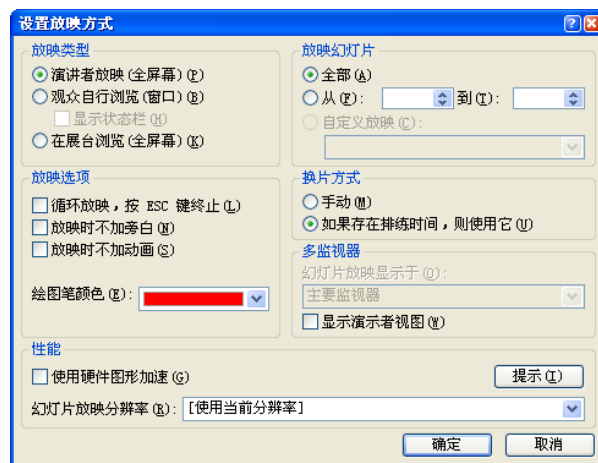 设置放映方式
放映类型
演讲者放映(全屏幕)(P)
观众自行浏览(窗口)(B)
显示状态栏(H)
在展台浏览(全屏幕)(K)
放映幻灯片
全部(A)
从(F): 到(T):
自定义放映(C):
放映选项
循环放映，按 ESC 键终止(L)
放映时不加旁白(N)
放映时不加动画(S)
绘图笔颜色(E):
换片方式
手动(M)
如果存在排练时间，则使用它(U)
多监视器
幻灯片放映显示于(O):
主要监视器
显示演示者视图(W)
性能
使用硬件图形加速(G)
提示(I)
幻灯片放映分辨率(R): [使用当前分辨率]
确定 取消